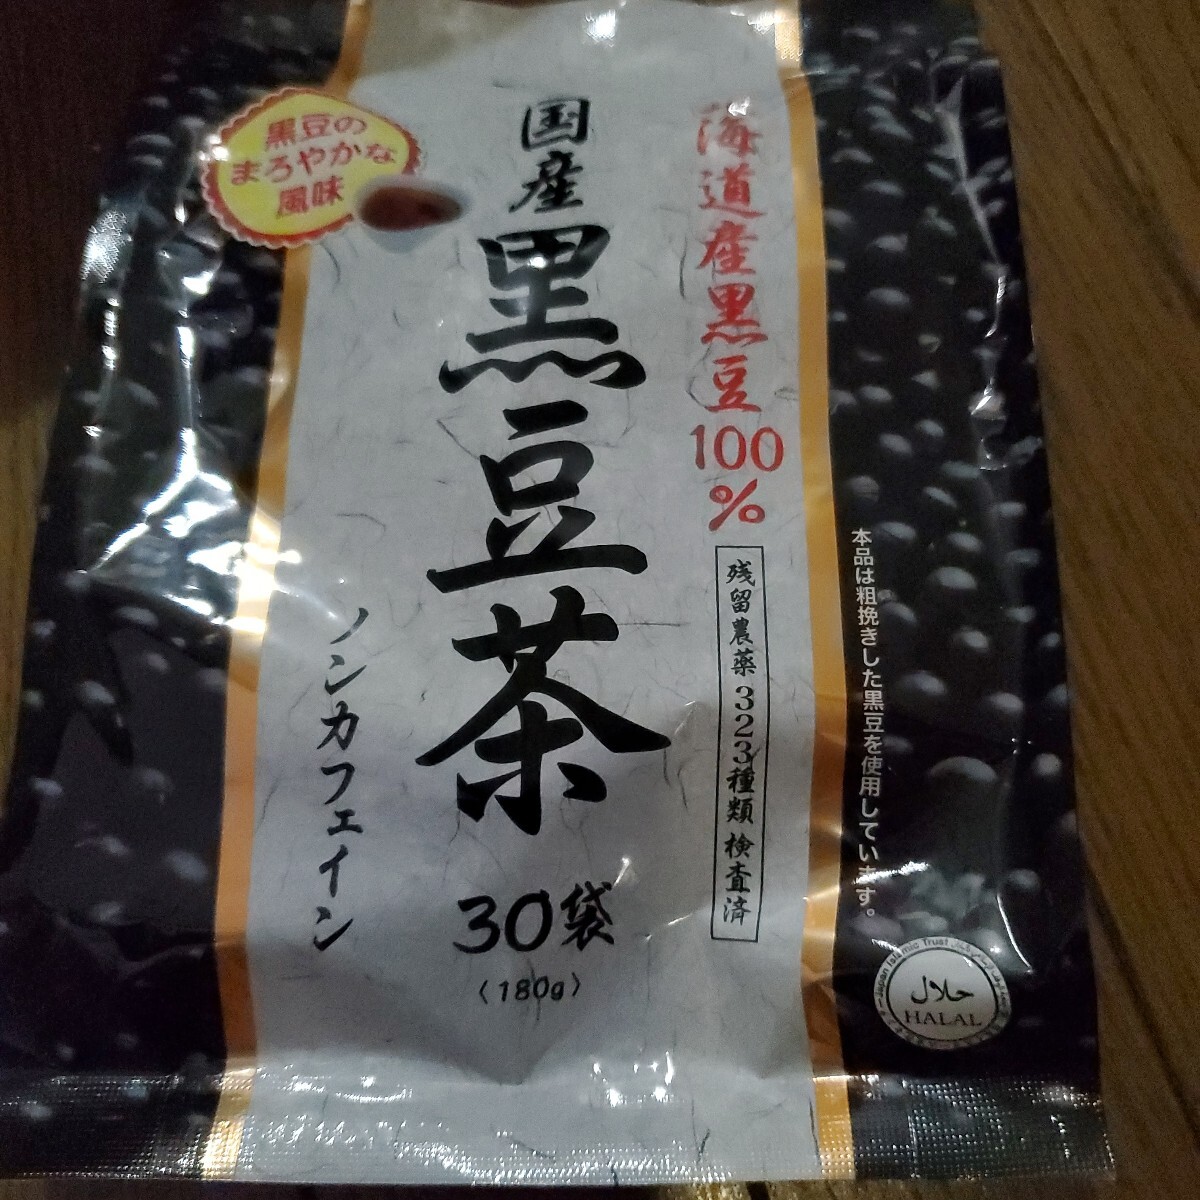 海道産黒豆100%
国産
黒豆茶
30袋
〈180g〉
ノンカフェイン
黒豆の
まろやかな
風味
残留農薬323種類検査済
本品は粗挽きした黒豆を使用しています。
Japan Islamic Trust
حلال
HALAL